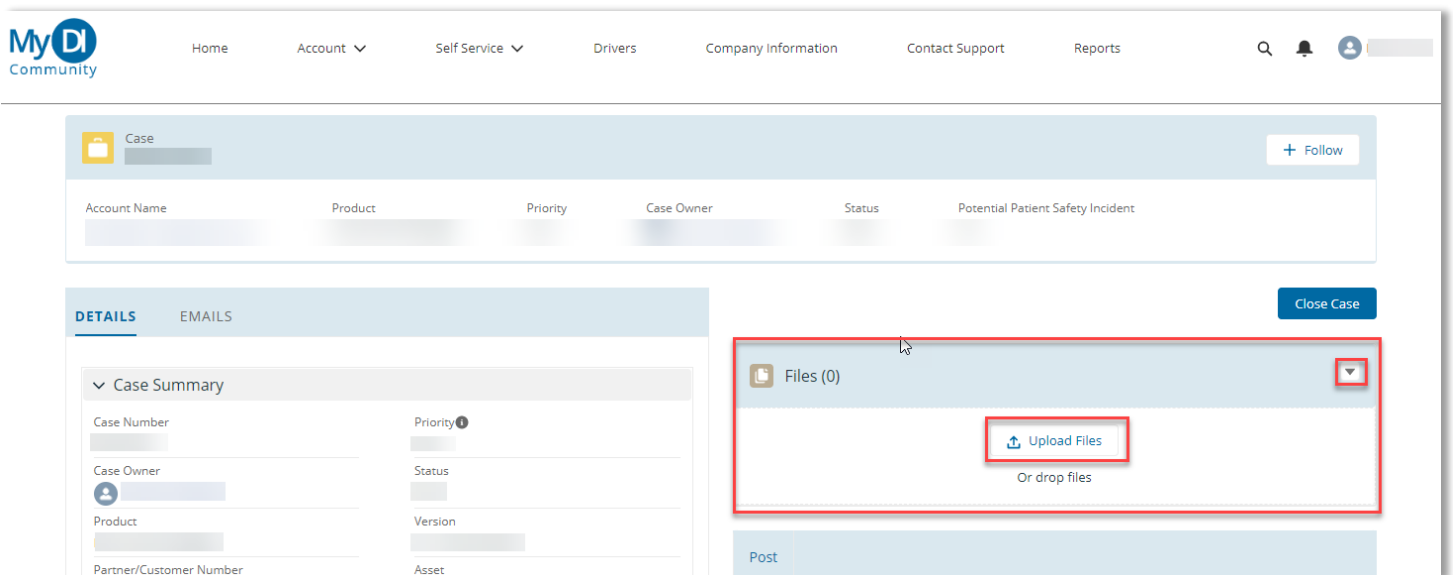 My DI
Community
Home Account Self Service Drivers Company Information Contact Support Reports
Case
+ Follow
Account Name Product Priority Case Owner Status Potential Patient Safety Incident
Close Case
DETAILS EMAILS
Files (0)
Case Summary
Upload Files
Or drop files
Case Number Priority
Case Owner Status
Product Version
Post
Partner/Customer Number Asset